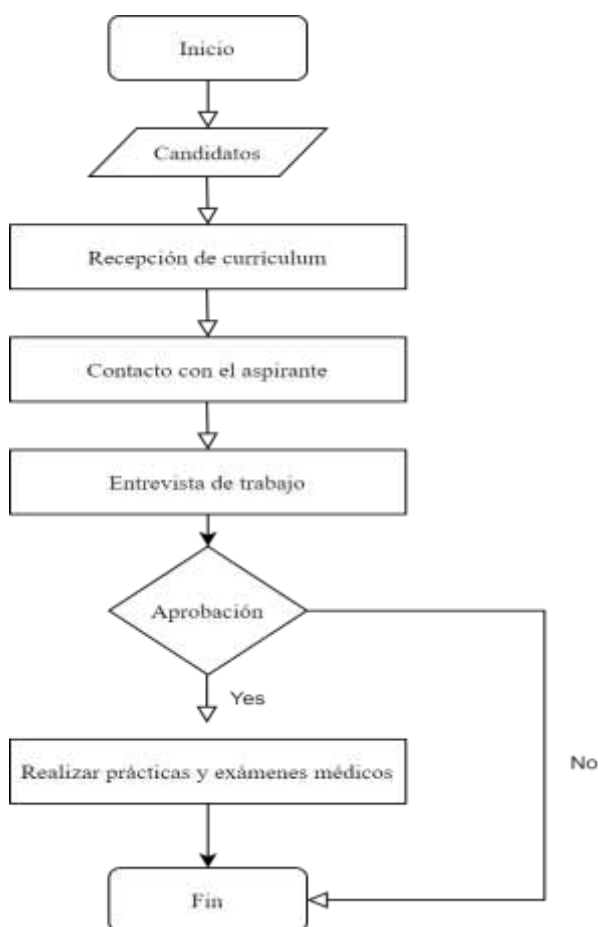 Inicio
Candidatos
Recepción de curriculum
Contacto con el aspirante
Entrevista de trabajo
Aprobación
Yes
Realizar prácticas y exámenes médicos
No
Fin